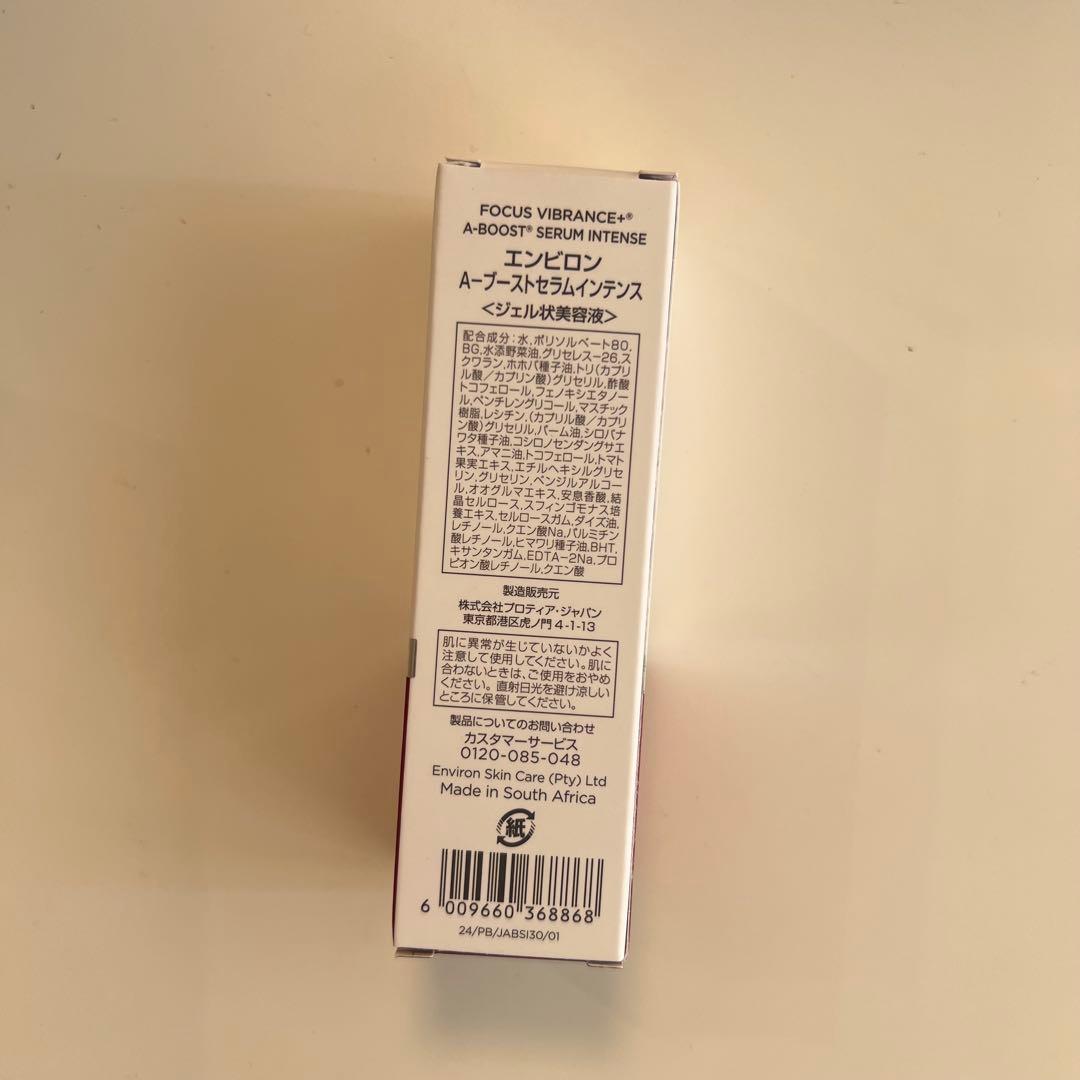 FOCUS VIBRANCE+®
A-BOOST® SERUM INTENSE
エンビロン
A-ブーストセラムインテンス
<ジェル状美容液>
配合成分:水,ポリソルベート80,
BG,水添野菜油,グリセレス-26,ス
クワラン,ホホバ種子油,トリ(カプリ
ル酸/カプリン酸)グリセリル,酢酸
トコフェロール,フェノキシエタノー
ル,ペンチレングリコール,マスチック
樹脂,レシチン,(カプリル酸/カプリ
ン酸)グリセリル,パーム油,シロバナ
ワタ種子油,コシロノセンダングサエ
キス,アマニ油,トコフェロール,トマト
果実エキス,エチルヘキシルグリセ
リン,グリセリン,ベンジルアルコー
ル,オオグルマエキス,安息香酸,結
晶セルロース,スフィンゴモナス培
養エキス,セルロースガム,ダイズ油,
レチノール,クエン酸Na,パルミチン
酸レチノール,ヒマワリ種子油,BHT,
キサンタンガム,EDTA-2Na,プロ
ピオン酸レチノール,クエン酸
製造販売元
株式会社プロティア・ジャパン
東京都港区虎ノ門4-1-13
肌に異常が生じていないかよく
注意して使用してください。肌に
合わないときは、ご使用をおやめ
ください。直射日光を避け涼しい
ところに保管してください。
製品についてのお問い合わせ
カスタマーサービス
0120-085-048
Environ Skin Care (Pty) Ltd
Made in South Africa
紙
6 009660 368868
24/PB/JABSI30/01